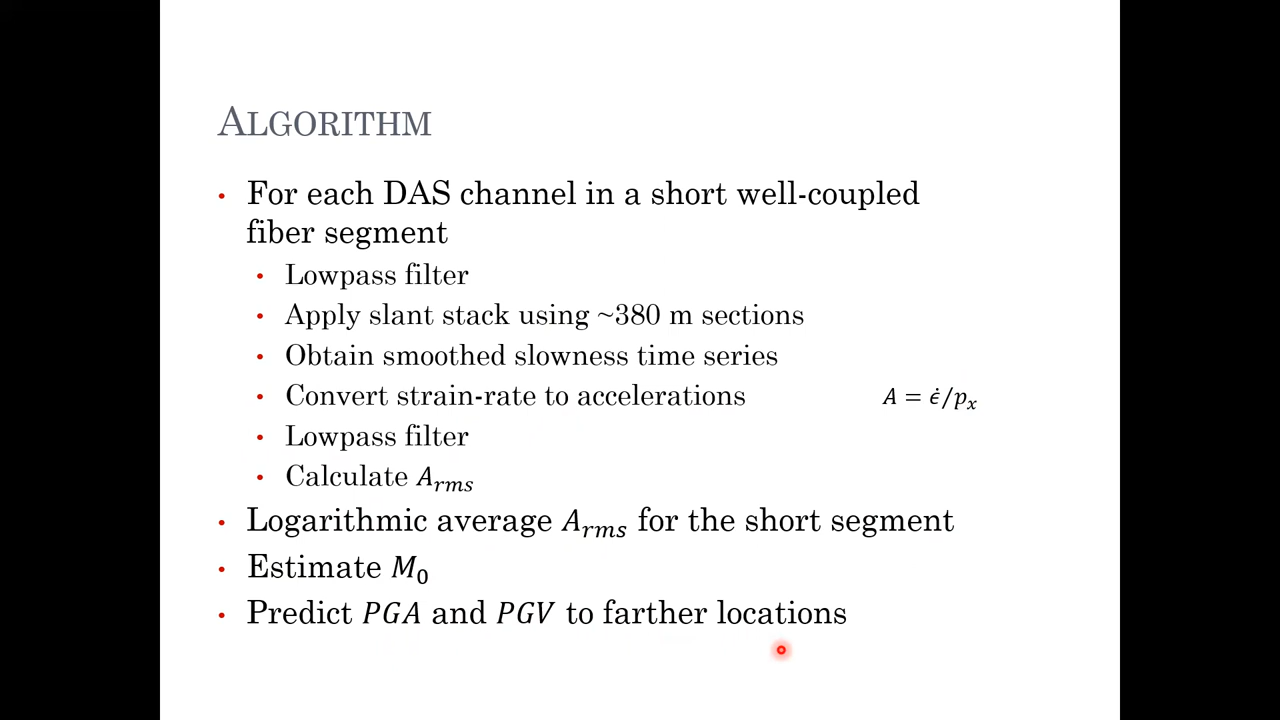 ALGORITHM
• For each DAS channel in a short well-coupled
fiber segment
• Lowpass filter
• Apply slant stack using ~380 m sections
• Obtain smoothed slowness time series
• Convert strain-rate to accelerations A = ϵ̇/pₓ
• Lowpass filter
• Calculate A_rms
• Logarithmic average A_rms for the short segment
• Estimate M₀
• Predict PGA and PGV to farther locations